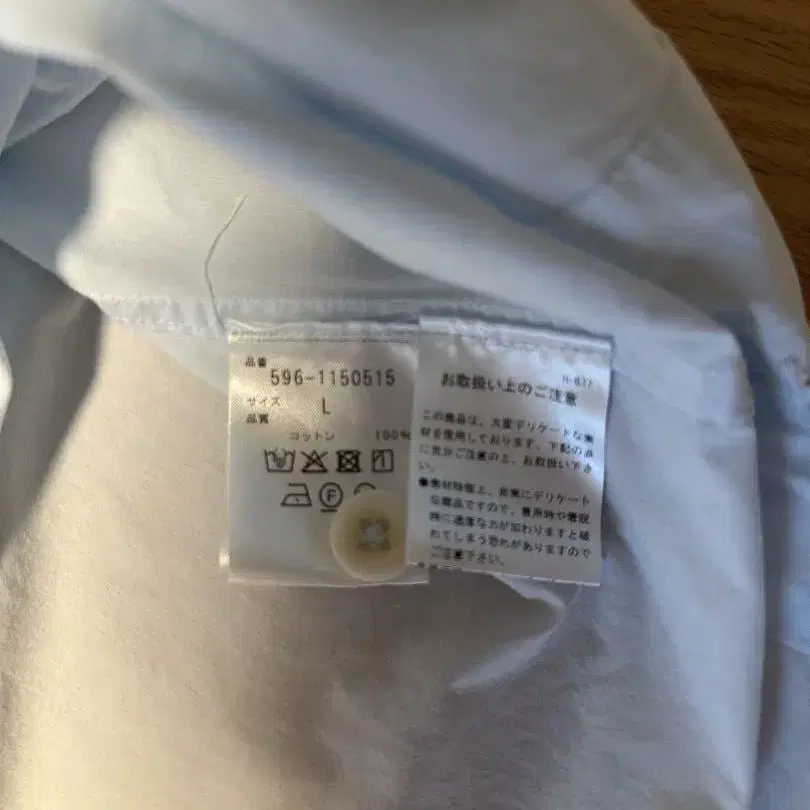 品番
596-1150515
サイズ
L
品質
コットン 100%
F
H-677
お取扱い上のご注意
この商品は、大変デリケートな素
材を使用しております。下記の点
に充分ご注意の上、お取扱い下さ
い。
●素材特徴上、非常にデリケート
な商品ですので、着用時や着脱
時に過度な力が加わりますと破
れてしまう恐れがありますので
ご注意下さい。